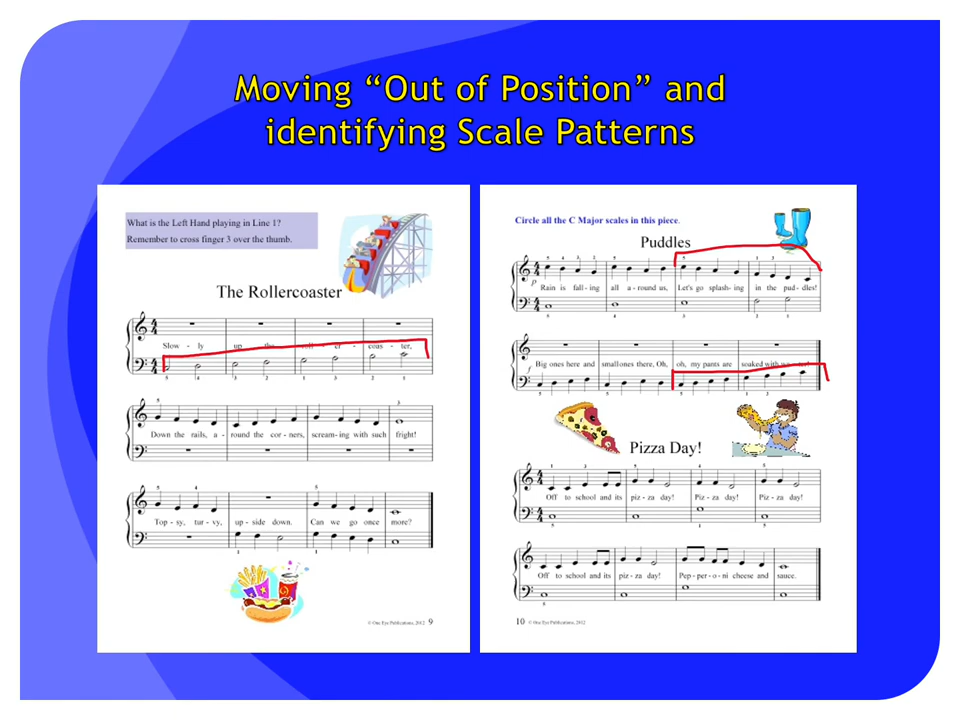 Moving “Out of Position” and
identifying Scale Patterns
What is the Left Hand playing in Line 1?
Remember to cross finger 3 over the thumb.
The Rollercoaster
Slow - ly up the coas - ter,
Down the rails, a - round the cor - ners, scream - ing with such fright!
Top - sy, tur - vy, up - side down. Can we go once more?
© One Eye Publications, 2012 9
Circle all the C Major scales in this piece.
Puddles
Rain is fall - ing all a - round us, Let's go splash - ing in the pud - dles!
Big ones here and small ones there, Oh, oh, my pants are soaked with
Pizza Day!
Off to school and its piz - za day! Piz - za day! Piz - za day!
Off to school and its piz - za day! Pep - per - o - ni cheese and sauce.
10 © One Eye Publications, 2012